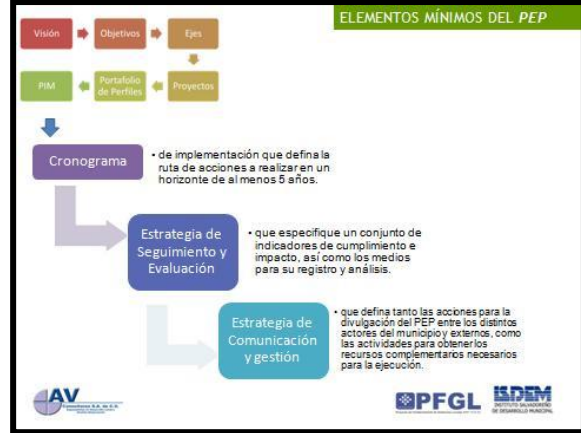 ELEMENTOS MÍNIMOS DEL PEP
Visión
Objetivos
Ejes
PIM
Portafolio
de Perfiles
Proyectos
Cronograma
• de implementación que defina la
ruta de acciones a realizar en un
horizonte de al menos 5 años.
Estrategia de
Seguimiento y
Evaluación
• que especifique un conjunto de
indicadores de cumplimiento e
impacto, así como los medios
para su registro y análisis.
Estrategia de
Comunicación
y gestión
• que defina tanto las acciones para la
divulgación del PEP entre los distintos
actores del municipio y externos, como
las actividades para obtener los
recursos complementarios necesarios
para la ejecución.
AV
Consultores S.A. de C.V.
PFGL
ISDEM
INSTITUTO SALVADOREÑO
DE DESARROLLO MUNICIPAL